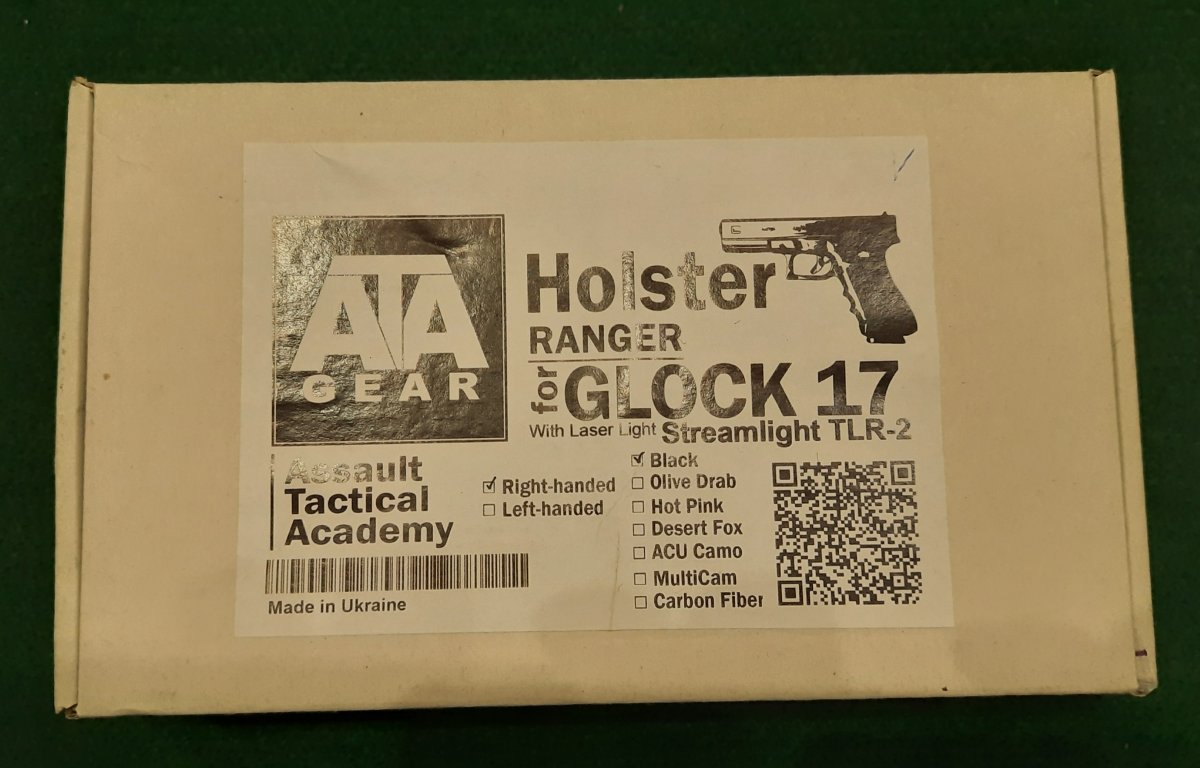 ATA
GEAR
Holster
RANGER
for GLOCK 17
With Laser Light Streamlight TLR-2
Assault
Tactical
Academy
☑ Right-handed
☐ Left-handed
☑ Black
☐ Olive Drab
☐ Hot Pink
☐ Desert Fox
☐ ACU Camo
☐ MultiCam
☐ Carbon Fiber
Made in Ukraine